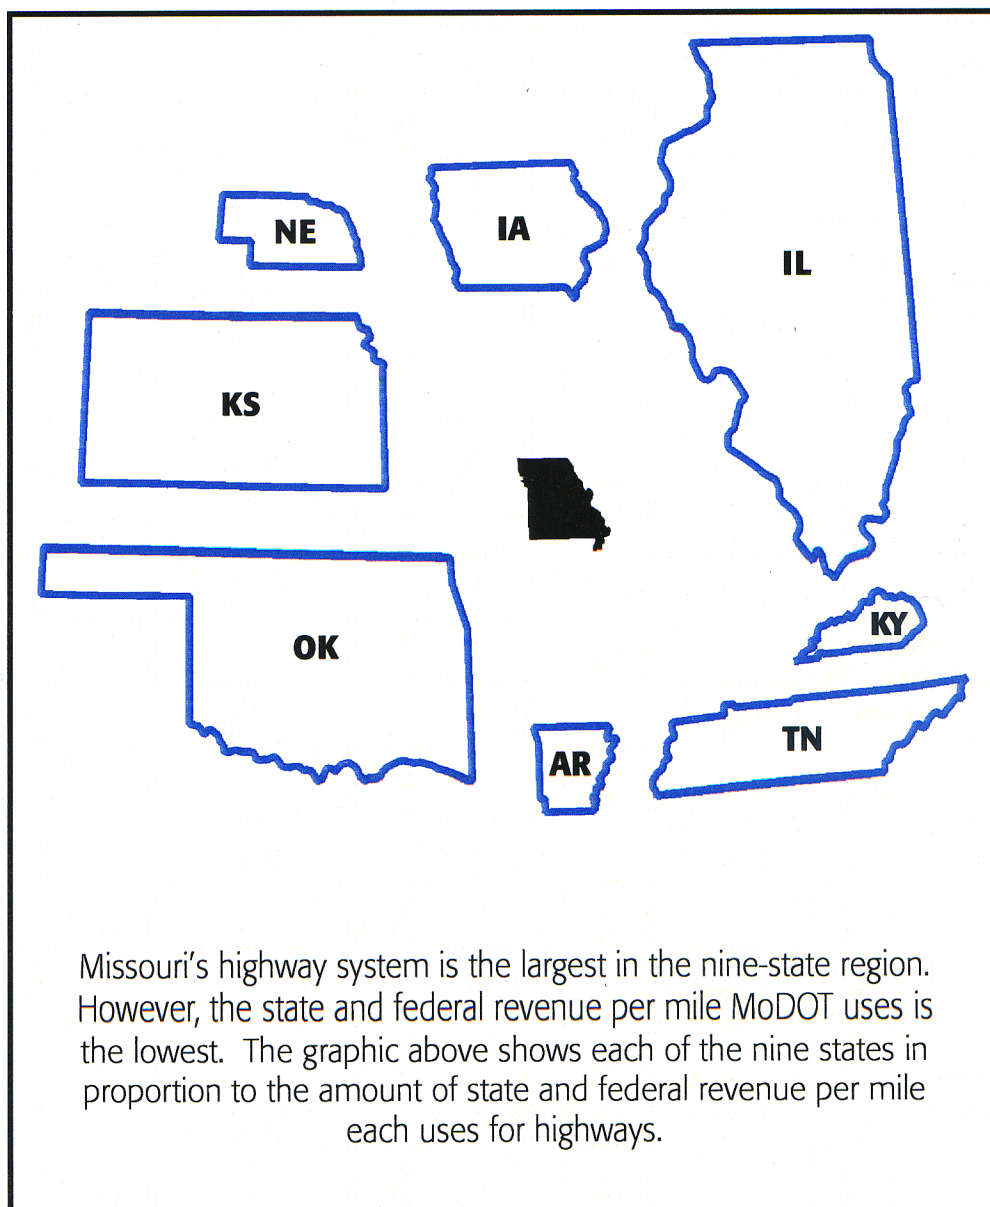 NE
IA
IL
KS
OK
KY
TN
AR
Missouri's highway system is the largest in the nine-state region.
However, the state and federal revenue per mile MoDOT uses is
the lowest.  The graphic above shows each of the nine states in
proportion to the amount of state and federal revenue per mile
each uses for highways.